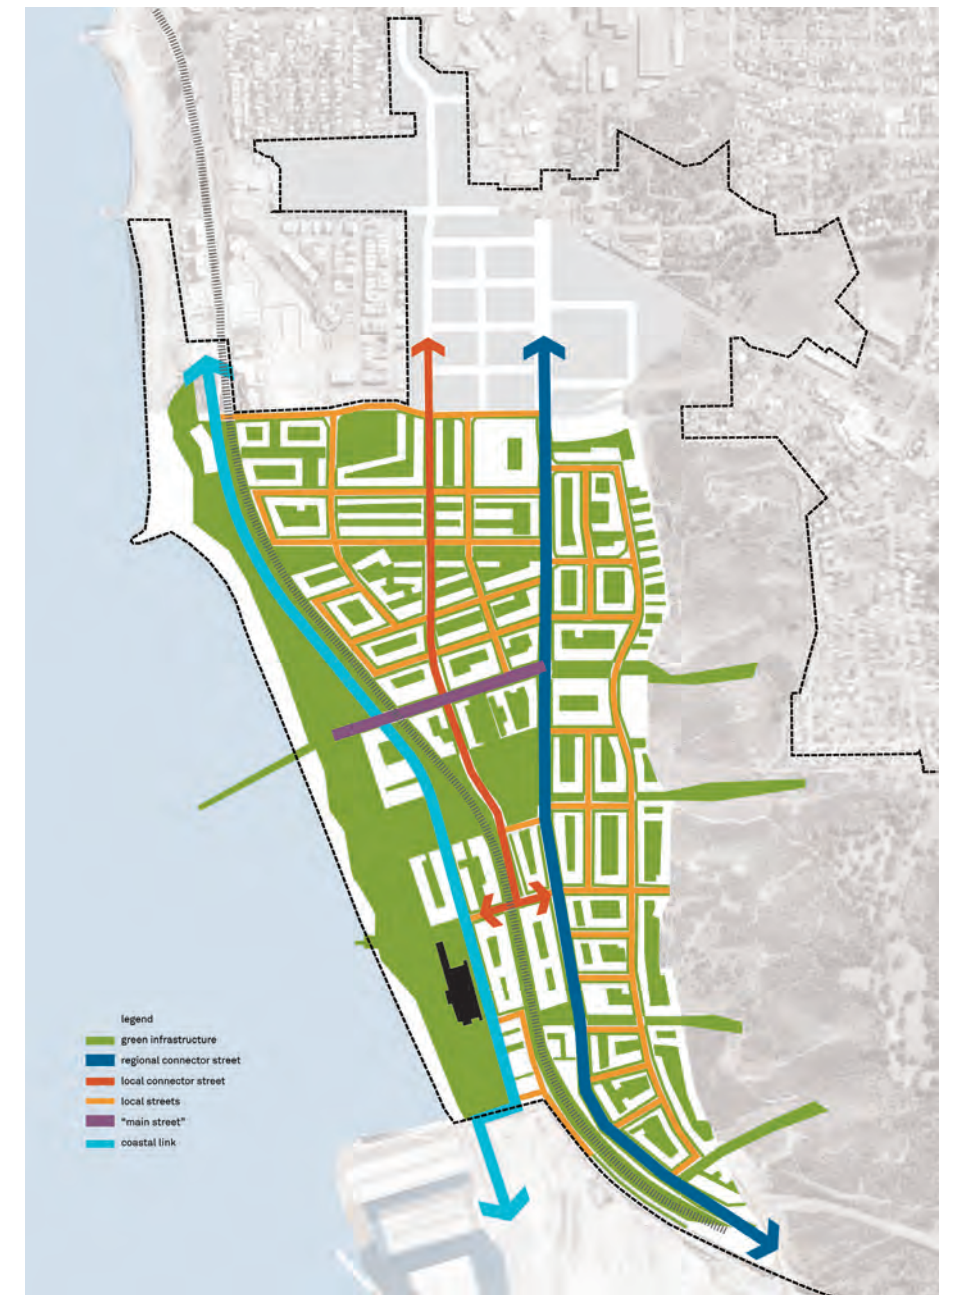 legend
green infrastructure
regional connector street
local connector street
local streets
"main street"
coastal link